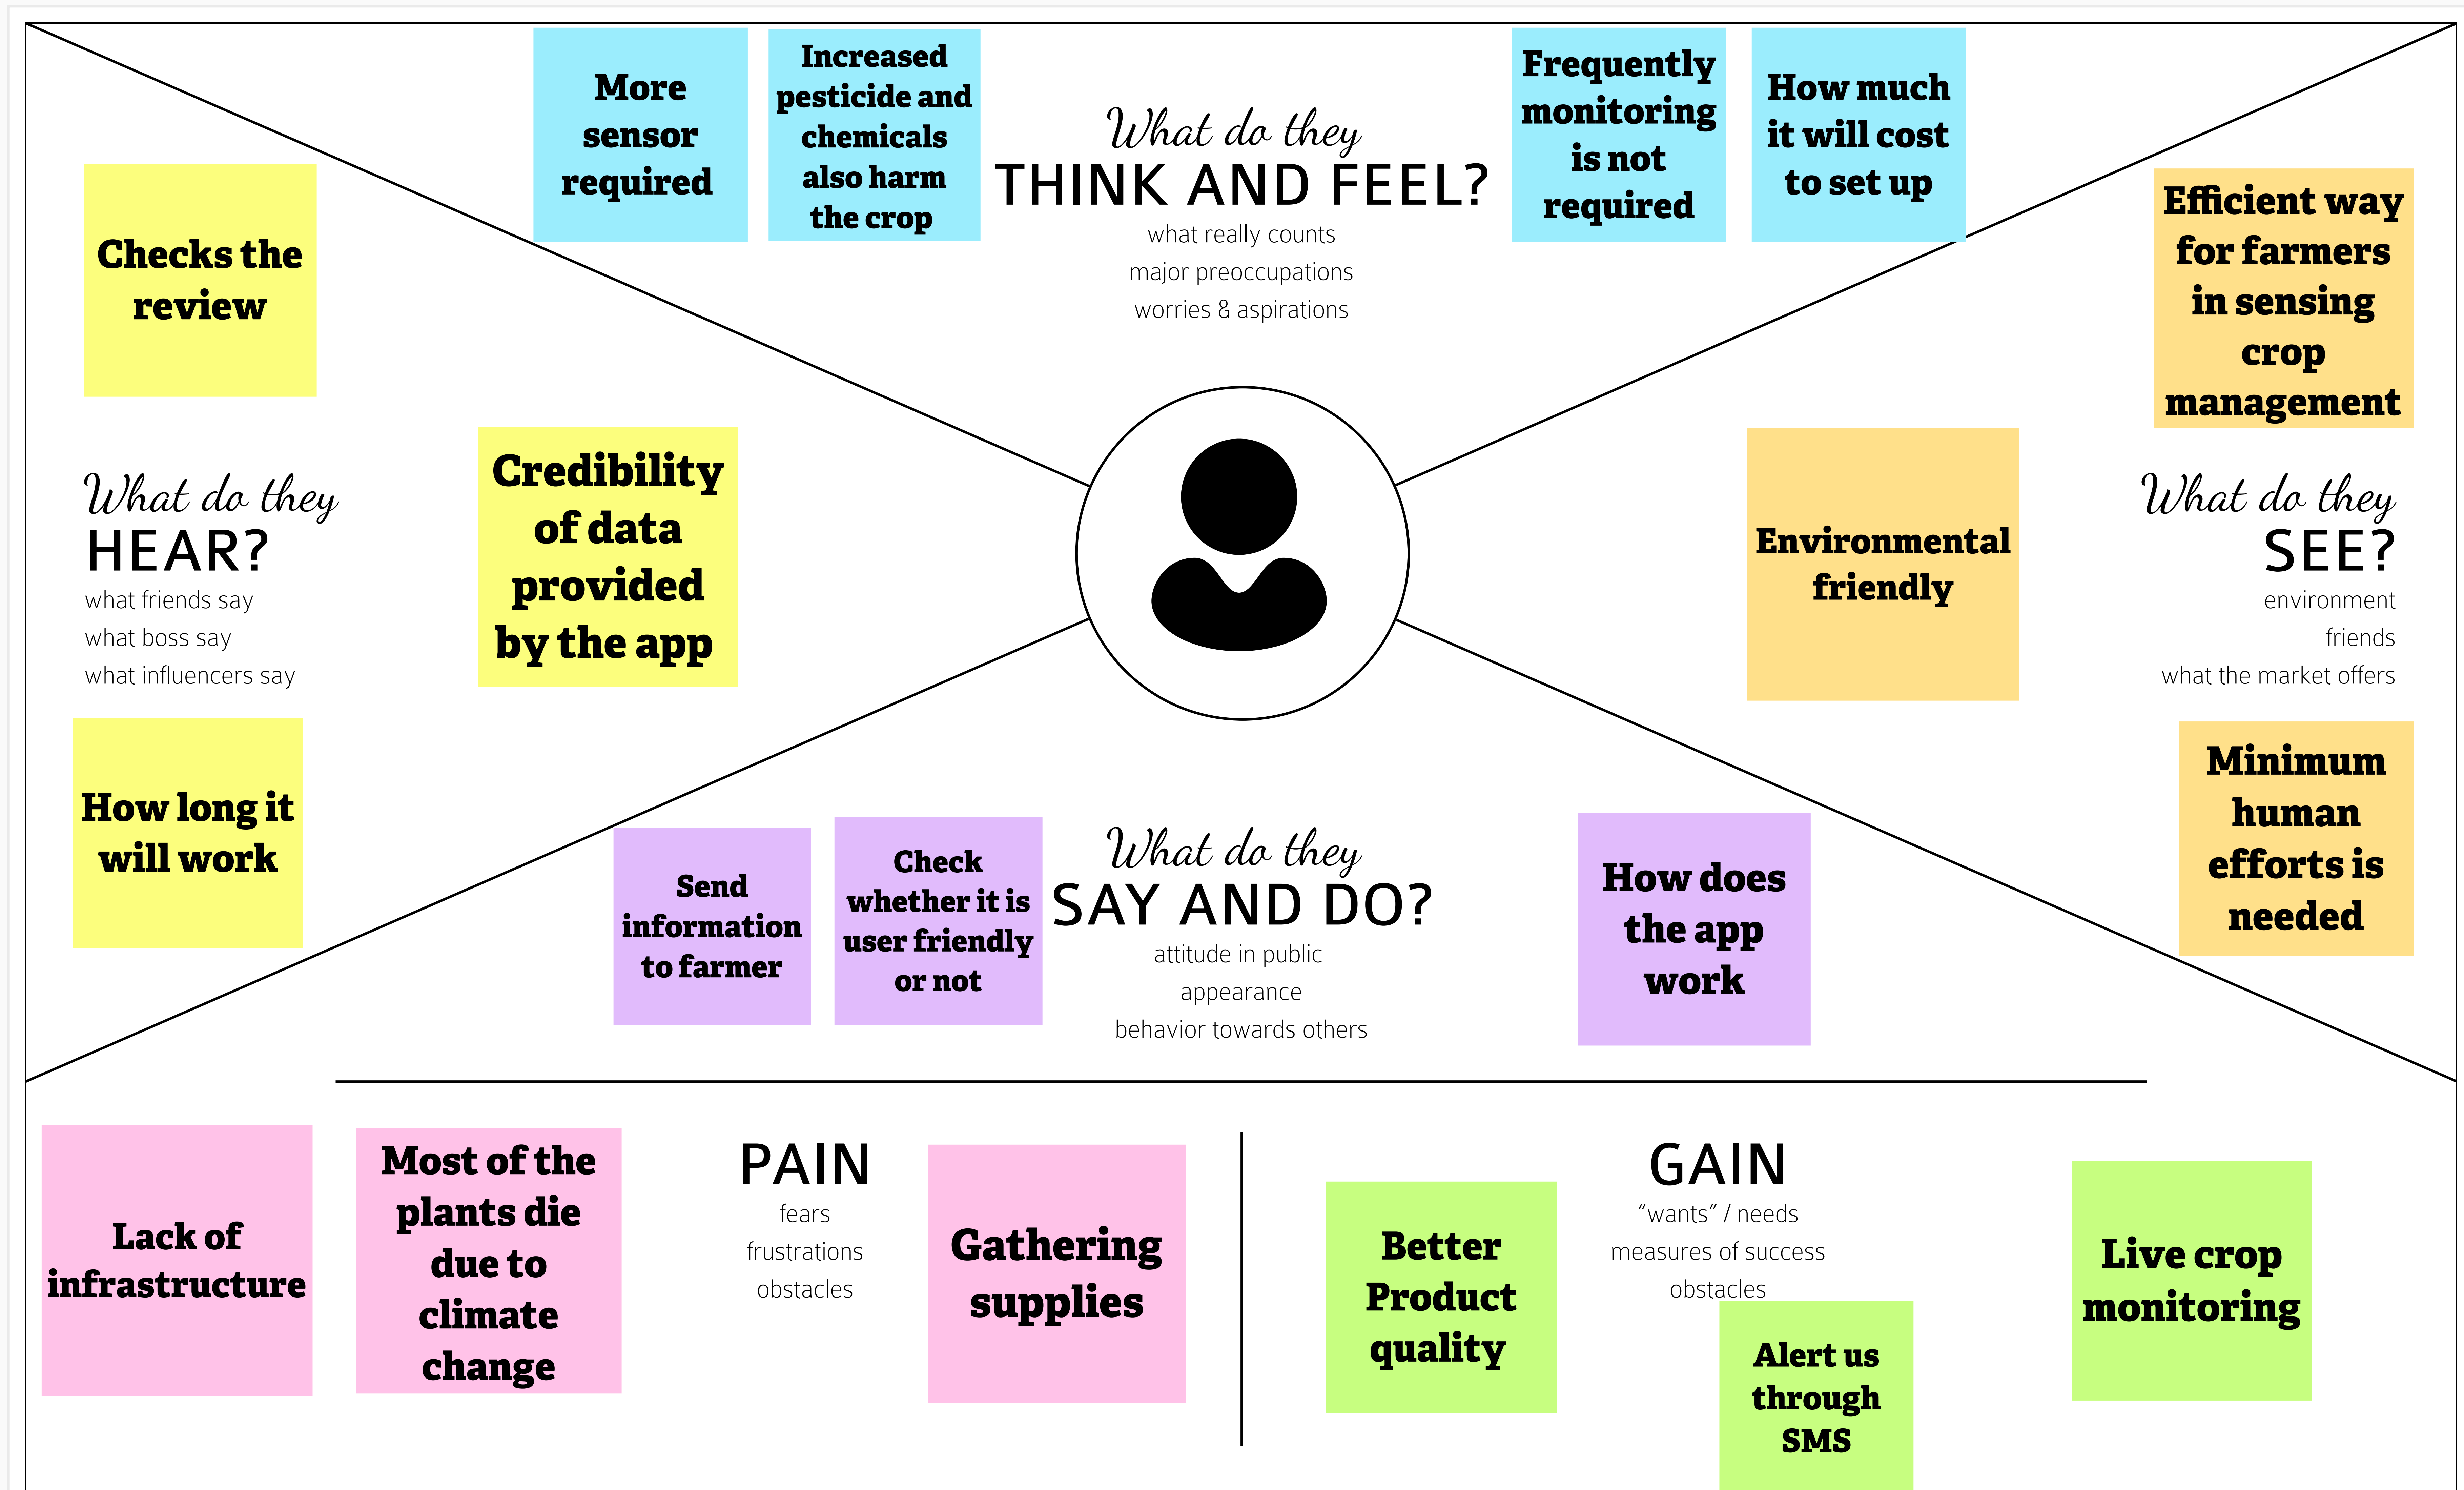 More
sensor
required
Increased
pesticide and
chemicals
also harm
the crop
What do they
THINK AND FEEL?
what really counts
major preoccupations
worries & aspirations
Frequently
monitoring
is not
required
How much
it will cost
to set up
Checks the
review
Credibility
of data
provided
by the app
What do they
HEAR?
what friends say
what boss say
what influencers say
How long it
will work
Efficient way
for farmers
in sensing
crop
management
Environmental
friendly
What do they
SEE?
environment
friends
what the market offers
Minimum
human
efforts is
needed
Send
information
to farmer
Check
whether it is
user friendly
or not
What do they
SAY AND DO?
attitude in public
appearance
behavior towards others
How does
the app
work
Lack of
infrastructure
Most of the
plants die
due to
climate
change
PAIN
fears
frustrations
obstacles
Gathering
supplies
Better
Product
quality
GAIN
“wants” / needs
measures of success
obstacles
Alert us
through
SMS
Live crop
monitoring